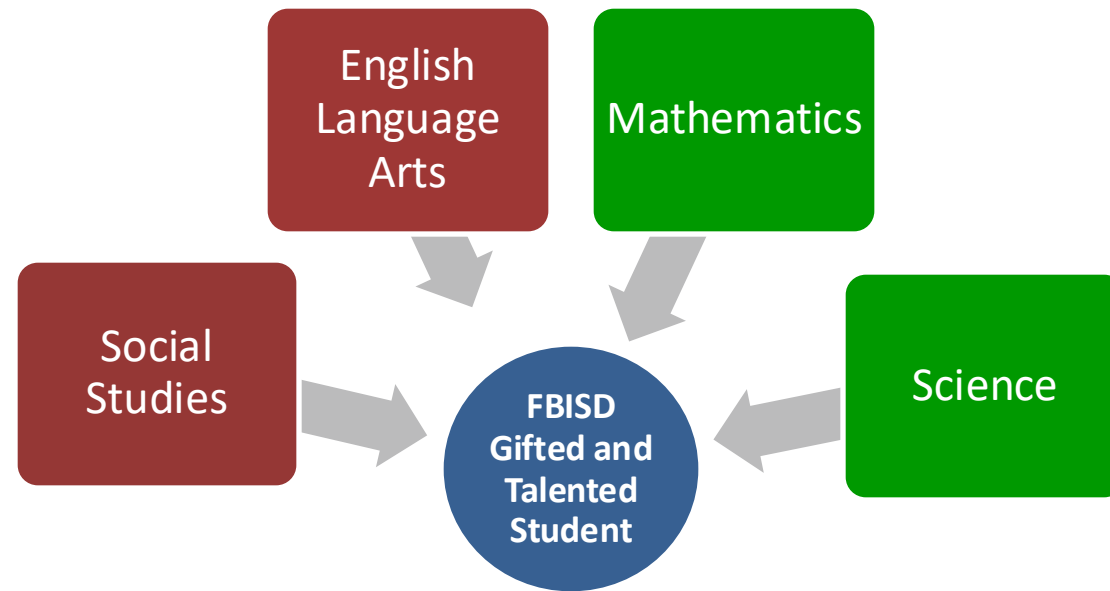 English
Language
Arts
Mathematics
Social
Studies
Science
FBISD
Gifted and
Talented
Student